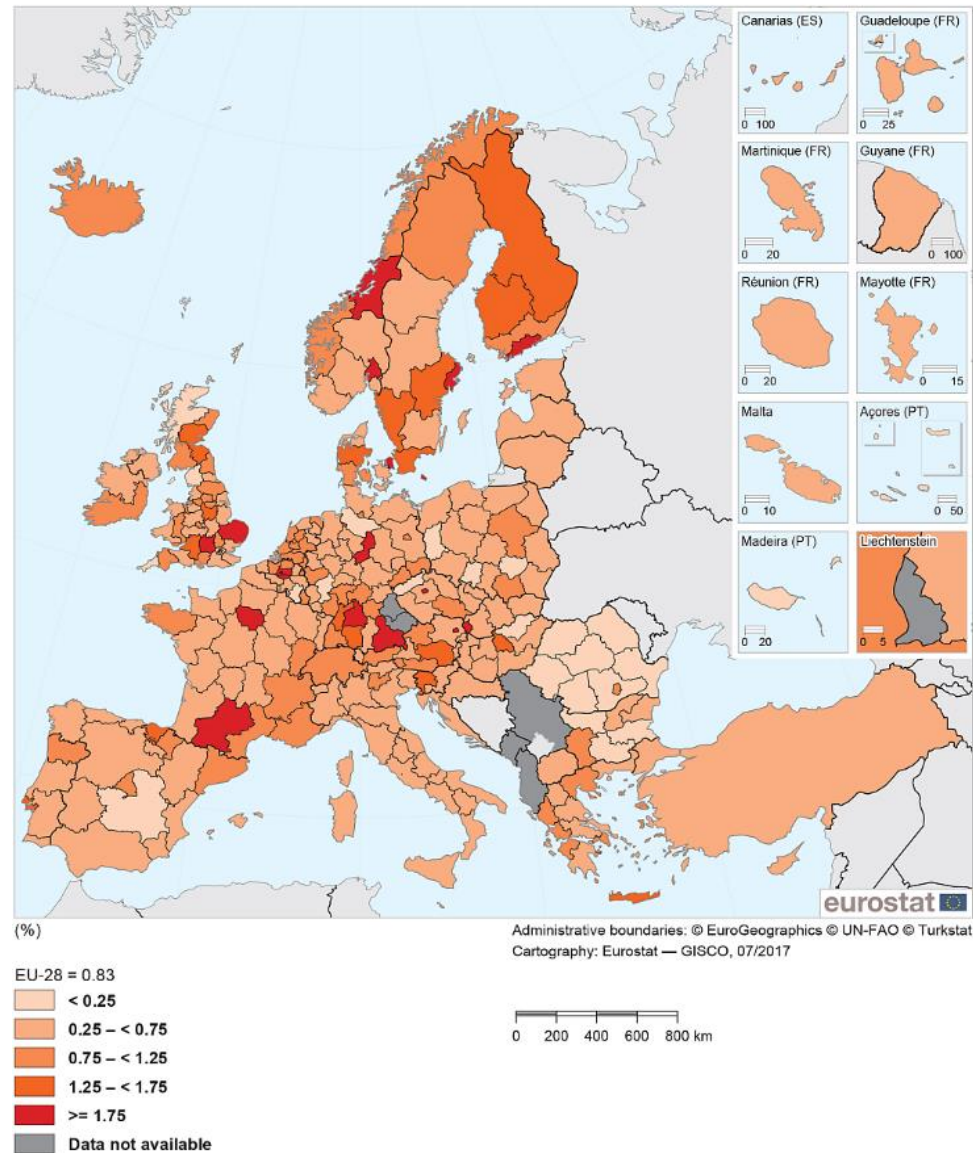 Canarias (ES)
0 100
Guadeloupe (FR)
0 25
Martinique (FR)
0 20
Guyane (FR)
0 100
Réunion (FR)
0 20
Mayotte (FR)
0 15
Malta
0 10
Açores (PT)
0 50
Madeira (PT)
0 20
Liechtenstein
0 5
eurostat
(%)
Administrative boundaries: © EuroGeographics © UN-FAO © Turkstat
Cartography: Eurostat — GISCO, 07/2017
EU-28 = 0.83
< 0.25
0.25 – < 0.75
0.75 – < 1.25
1.25 – < 1.75
>= 1.75
Data not available
0 200 400 600 800 km